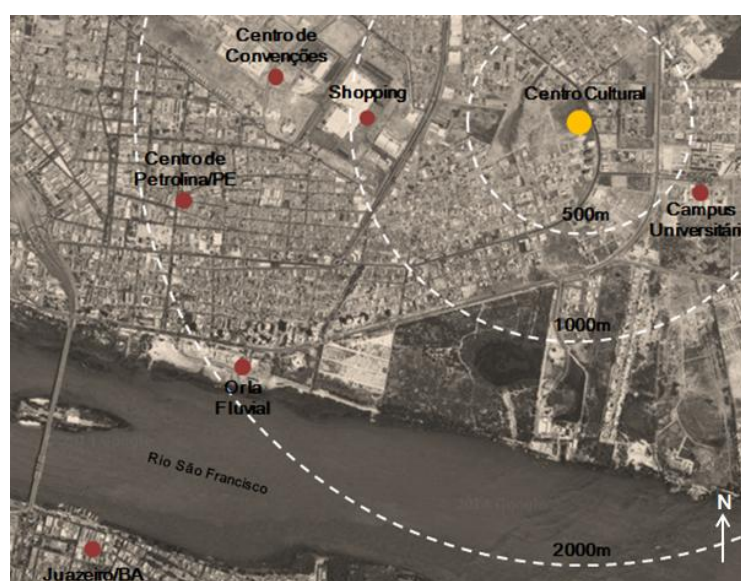 Centro de
Convenções
Shopping
Centro Cultural
Centro de
Petrolina/PE
500m
Campus
Universitári
1000m
Orla
Fluvial
Rio São Francisco
N
2000m
Juazeiro/BA